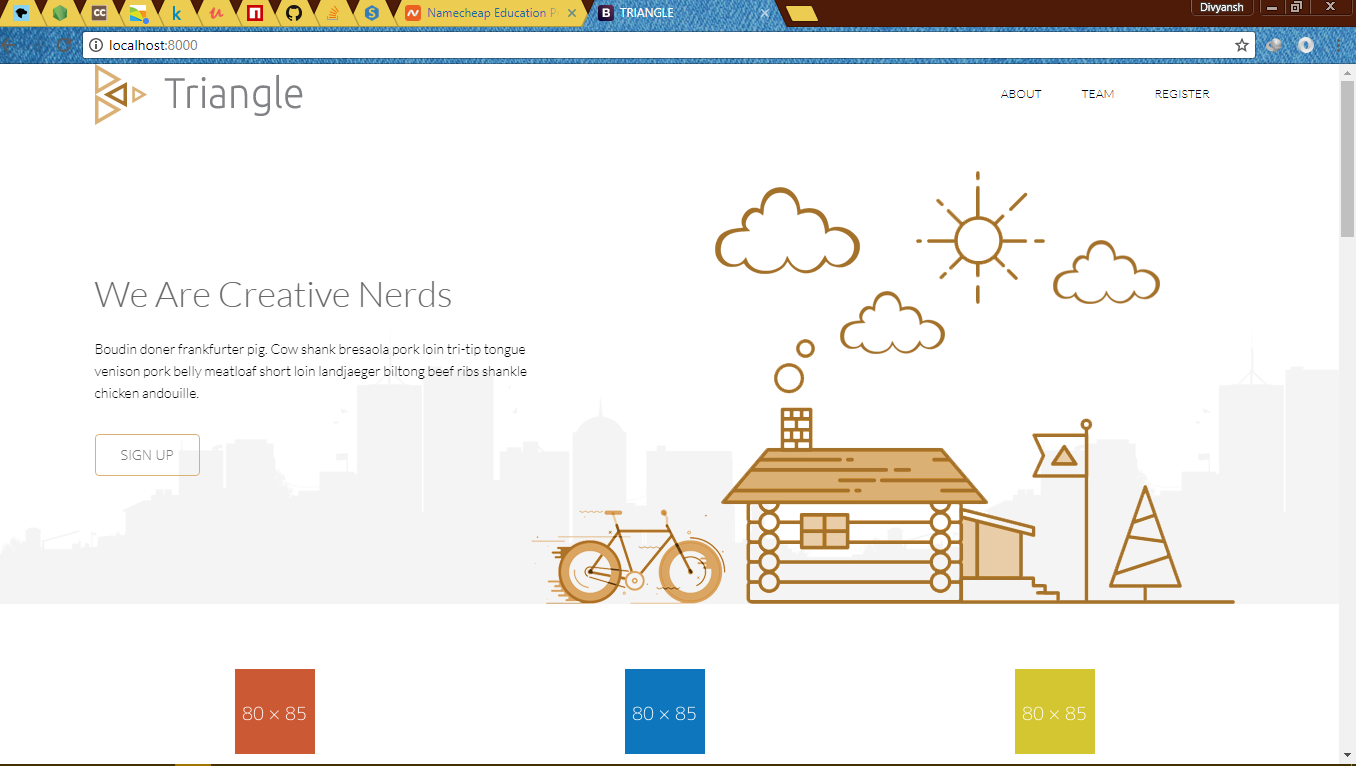 Divyansh
CC
k
Namecheap Education P
B TRIANGLE
localhost:8000
Triangle
ABOUT TEAM REGISTER
We Are Creative Nerds
Boudin doner frankfurter pig. Cow shank bresaola pork loin tri-tip tongue
venison pork belly meatloaf short loin landjaeger biltong beef ribs shankle
chicken andouille.
SIGN UP
80 × 85 80 × 85 80 × 85